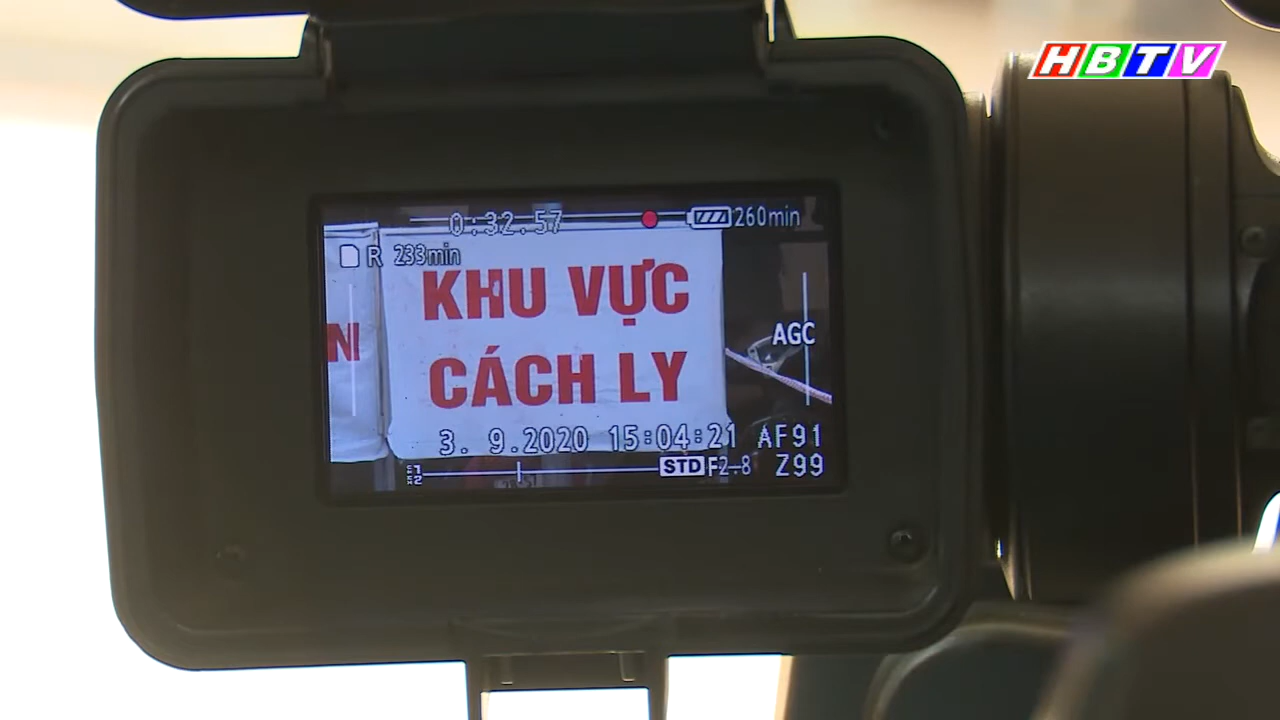 HBTV
0:32.57 260min
R 233min
KHU VỰC
N
AGC
CÁCH LY
3. 9.2020 15:04:21 AF91
STD F2.8 Z99